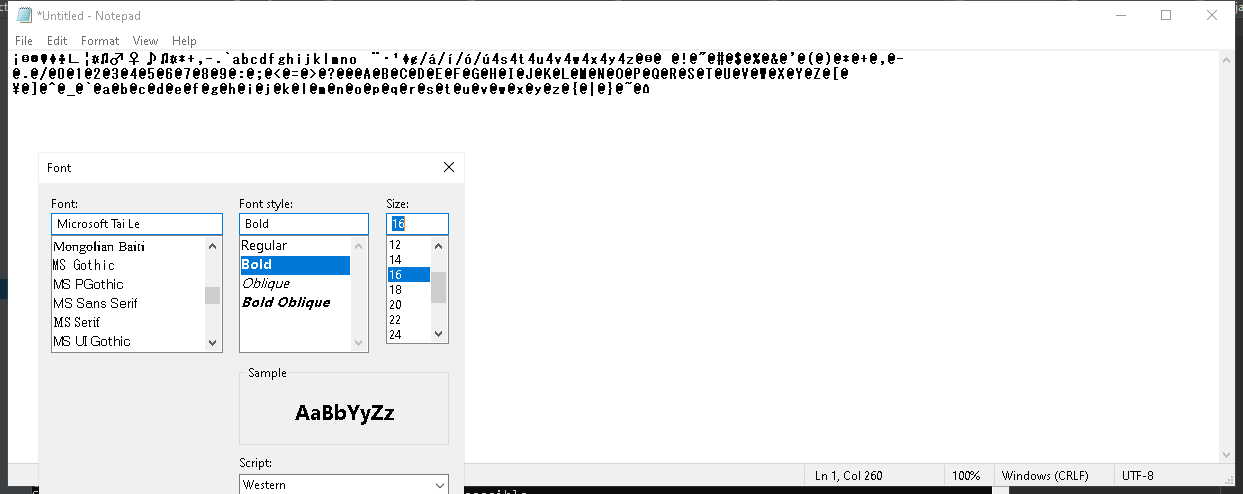 *Untitled - Notepad
File Edit Format View Help
@.@/@0@1@2@3@4@5@6@7@8@9@:@;@<@=@>@?@@@A@B@C@D@E@F@G@H@I@J@K@L@M@N@O@P@Q@R@S@T@U@V@W@X@Y@Z@[@
¥@]@^@_@`@a@b@c@d@e@f@g@h@i@j@k@l@m@n@o@p@q@r@s@t@u@v@w@x@y@z@{@|@}@~@⌂
Font
Font: Font style: Size:
Microsoft Tai Le Bold 16
Mongolian Baiti Regular 12
MS Gothic Bold 14
MS PGothic Oblique 16
MS Sans Serif Bold Oblique 18
MS Serif 20
MS UI Gothic 22
24
Sample
AaBbYyZz
Script:
Western
Ln 1, Col 260 100% Windows (CRLF) UTF-8